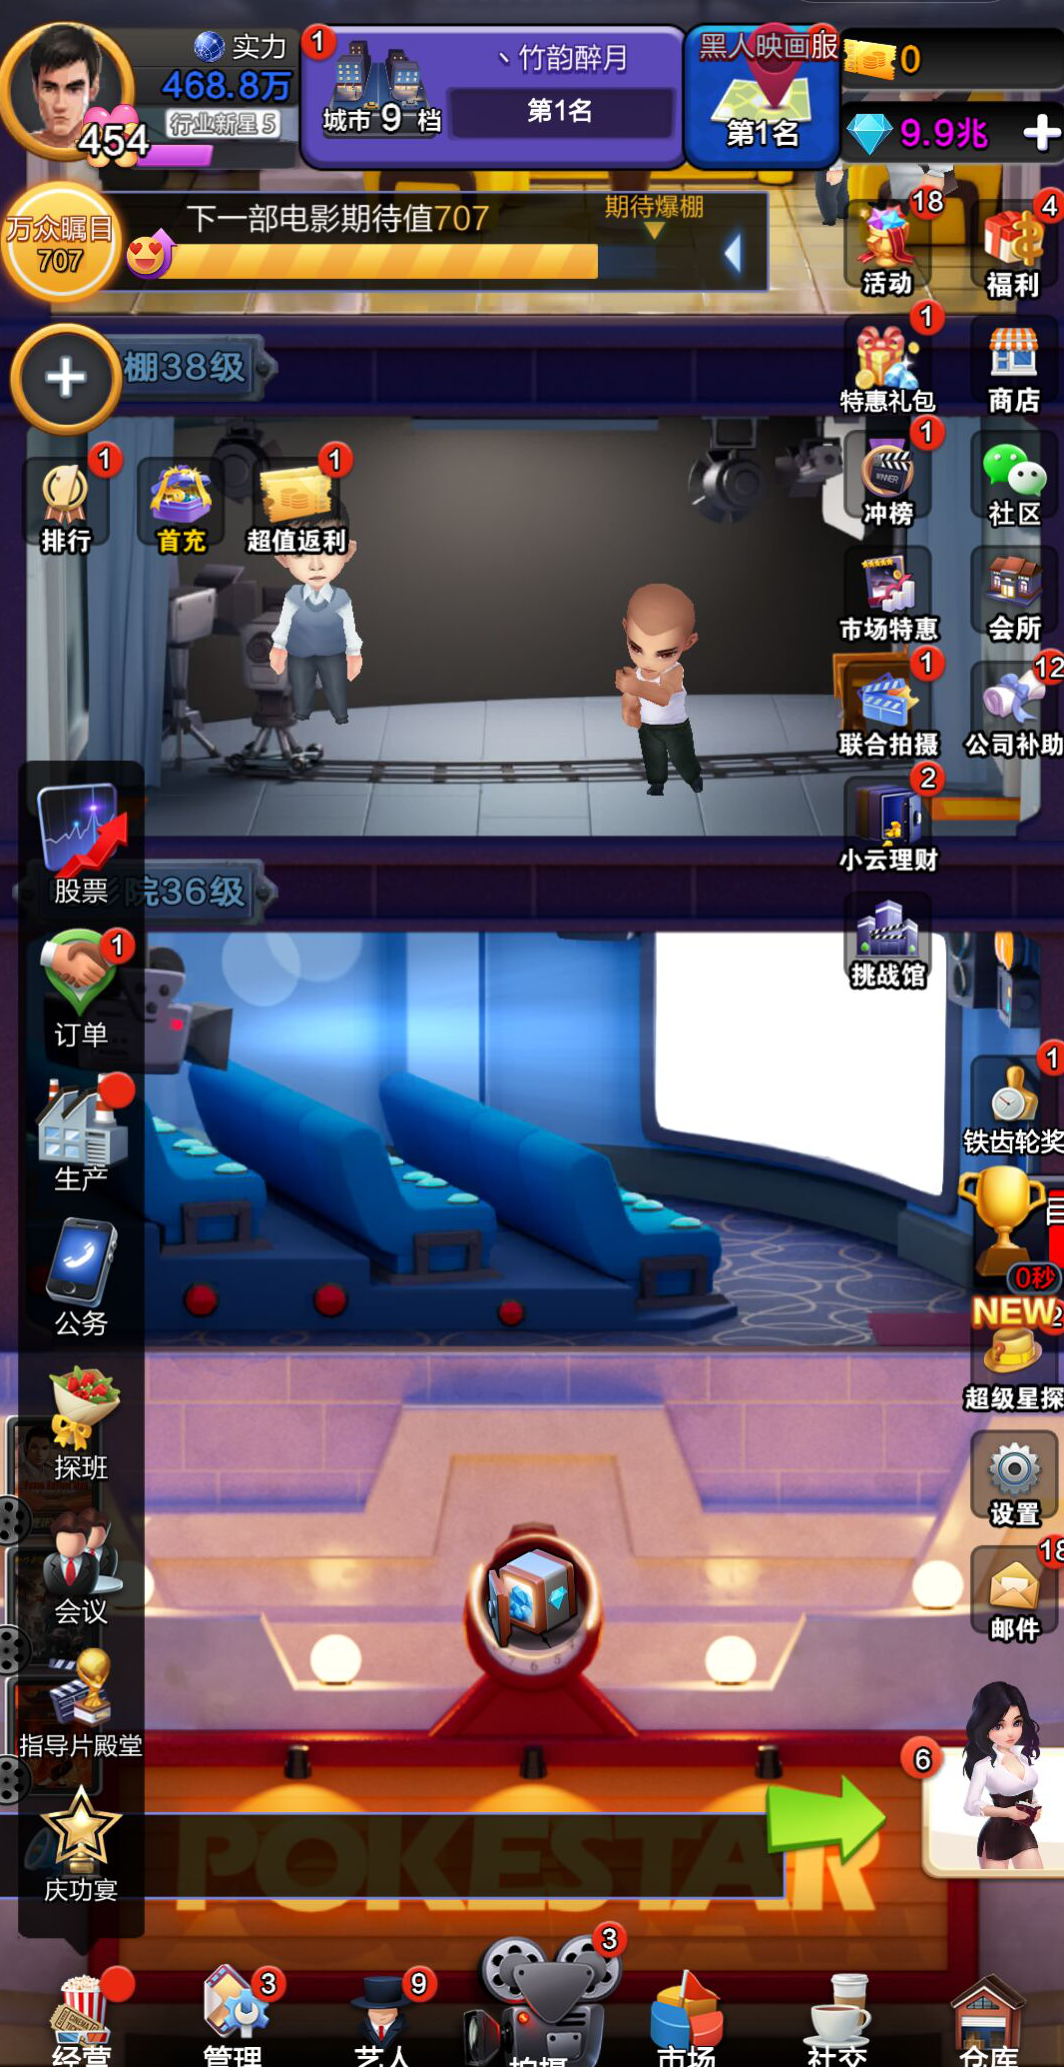 实力
468.8万
行业新星 5
454
1
城市 9 档
丶竹韵醉月
第1名
黑人映画服
第1名
0
9.9兆
万众瞩目
707
下一部电影期待值707
期待爆棚
18
活动
4
福利
棚38级
1
特惠礼包
商店
1
排行
首充
1
超值返利
1
冲榜
WINNER
社区
市场特惠
会所
1
联合拍摄
12
公司补助
2
小云理财
股票
院36级
挑战馆
1
订单
1
铁齿轮奖
生产
0秒
NEW
公务
超级星探
探班
设置
会议
18
邮件
指导片殿堂
6
庆功宴
POKESTAR
经营
3
管理
9
艺人
3
拍摄
市场
社交
仓库